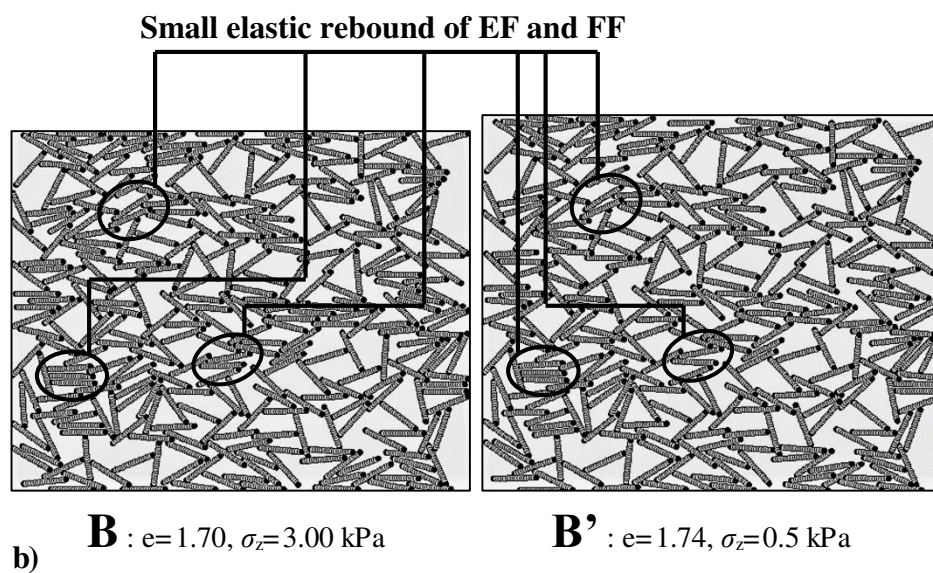 Small elastic rebound of EF and FF
B : e=1.70, σz=3.00 kPa
B’ : e=1.74, σz=0.5 kPa
b)